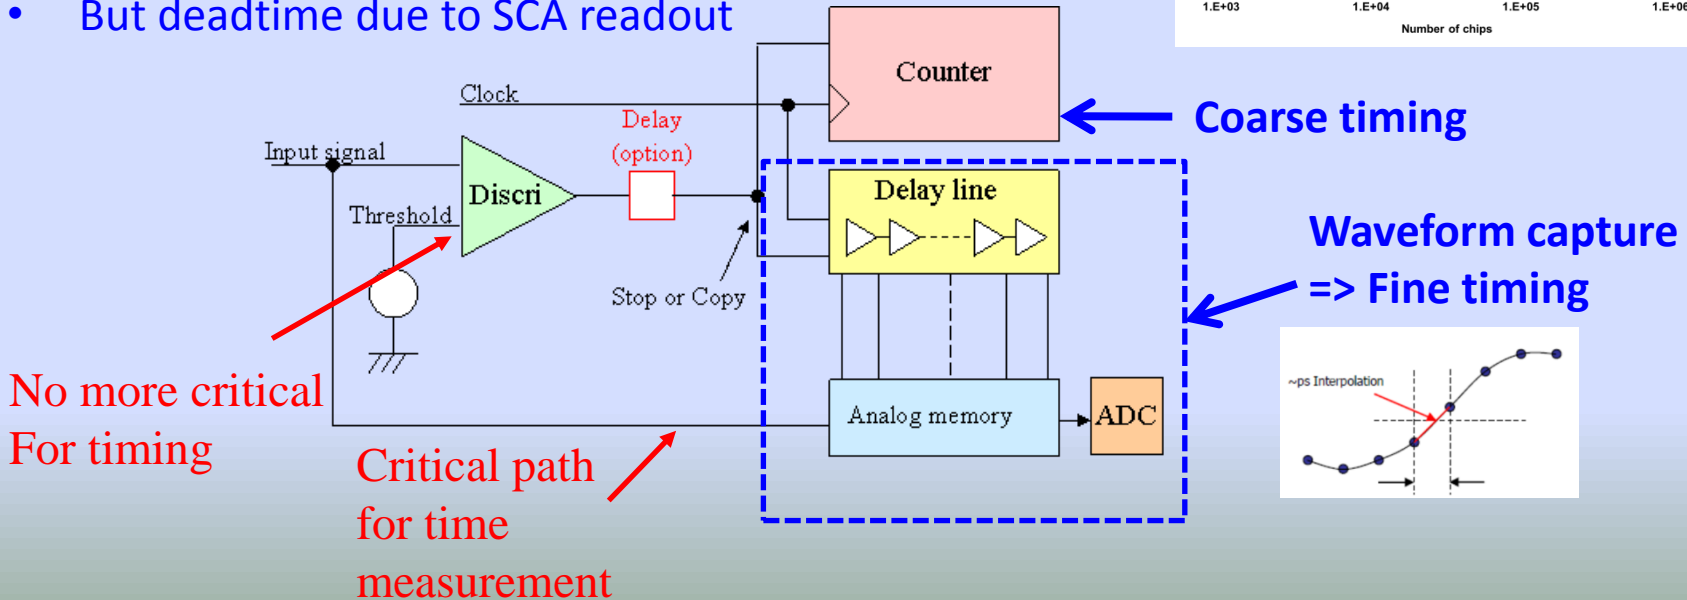 • But deadtime due to SCA readout
1.E+03 1.E+04 1.E+05 1.E+06
Number of chips
Counter
Clock
Delay
(option)
Coarse timing
Input signal
Discri
Delay line
Threshold
Waveform capture
=> Fine timing
Stop or Copy
~ps Interpolation
No more critical
For timing
Analog memory
ADC
Critical path
for time
measurement